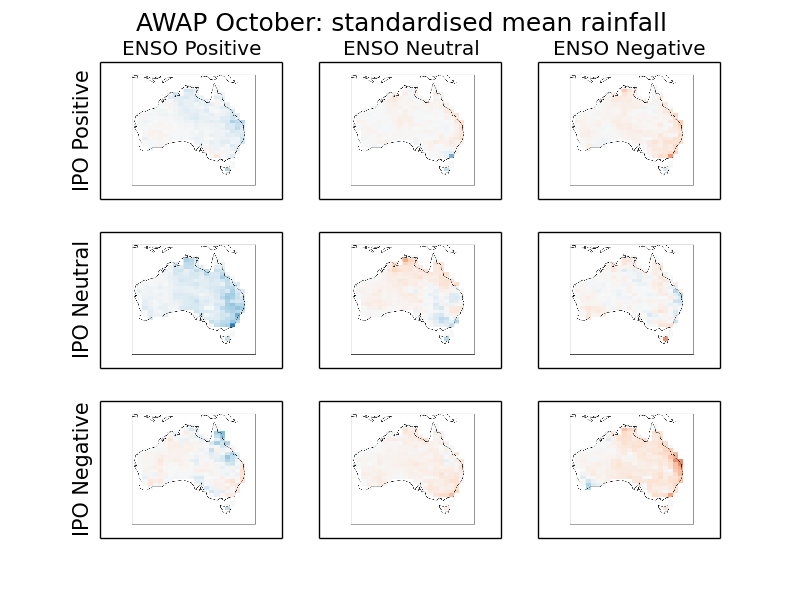 AWAP October: standardised mean rainfall
ENSO Positive
ENSO Neutral
ENSO Negative
IPO Positive
IPO Neutral
IPO Negative